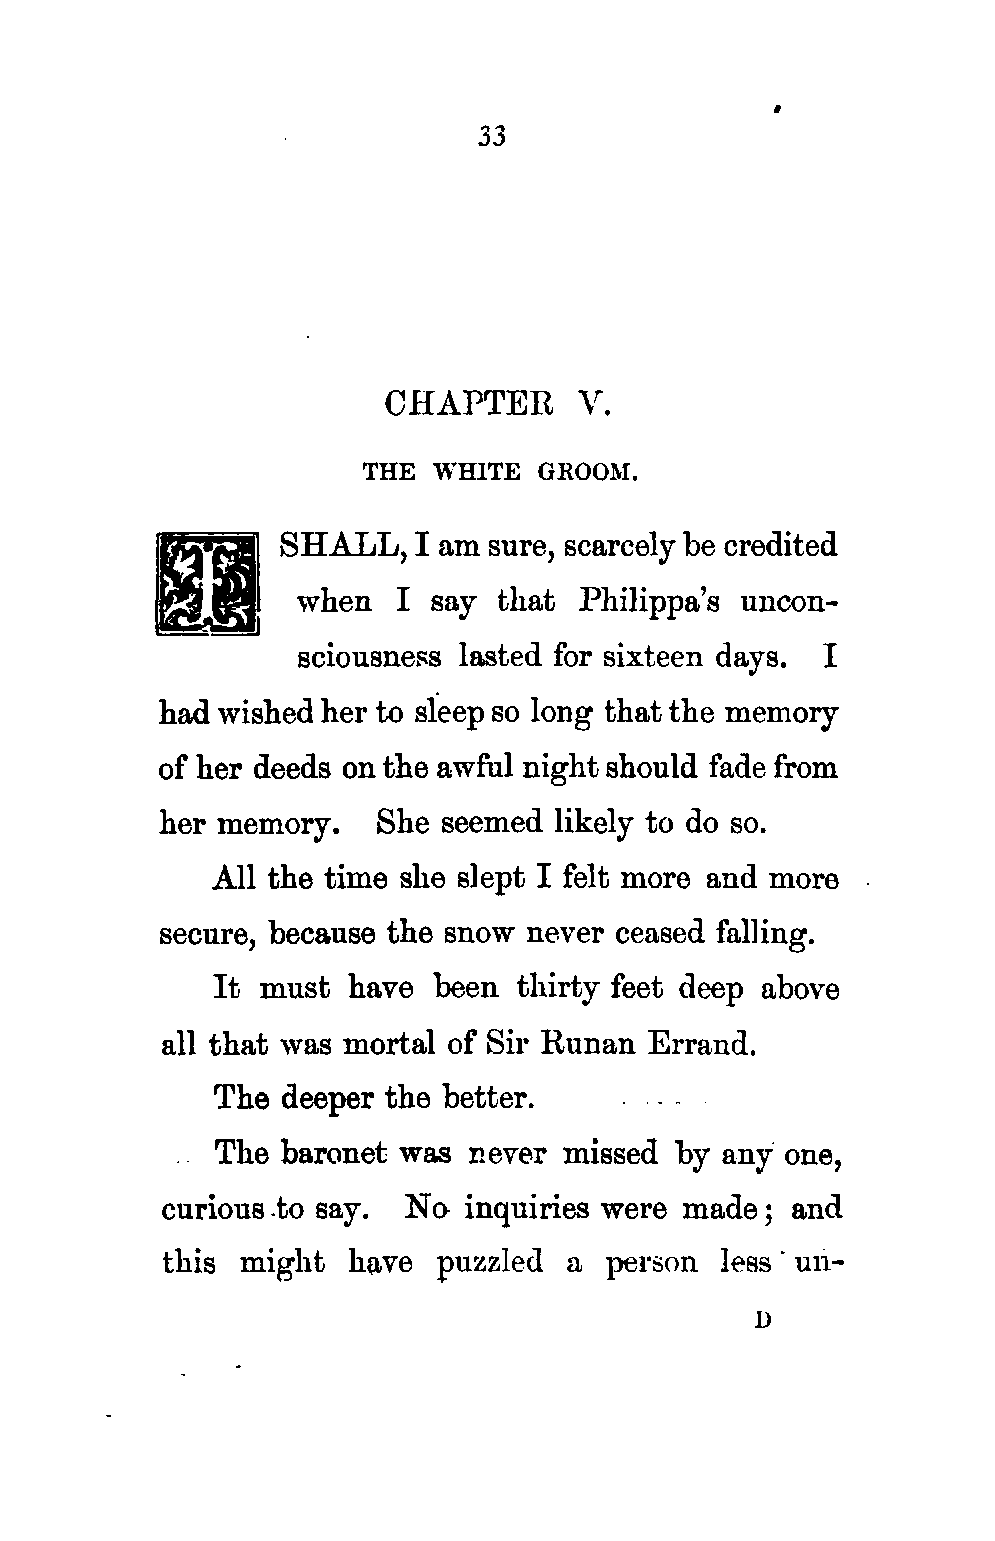 33
CHAPTER V.
THE WHITE GROOM.
I SHALL, I am sure, scarcely be credited
when I say that Philippa's uncon-
sciousness lasted for sixteen days. I
had wished her to sleep so long that the memory
of her deeds on the awful night should fade from
her memory. She seemed likely to do so.
All the time she slept I felt more and more
secure, because the snow never ceased falling.
It must have been thirty feet deep above
all that was mortal of Sir Runan Errand.
The deeper the better.
The baronet was never missed by any one,
curious to say. No inquiries were made; and
this might have puzzled a person less un-
D